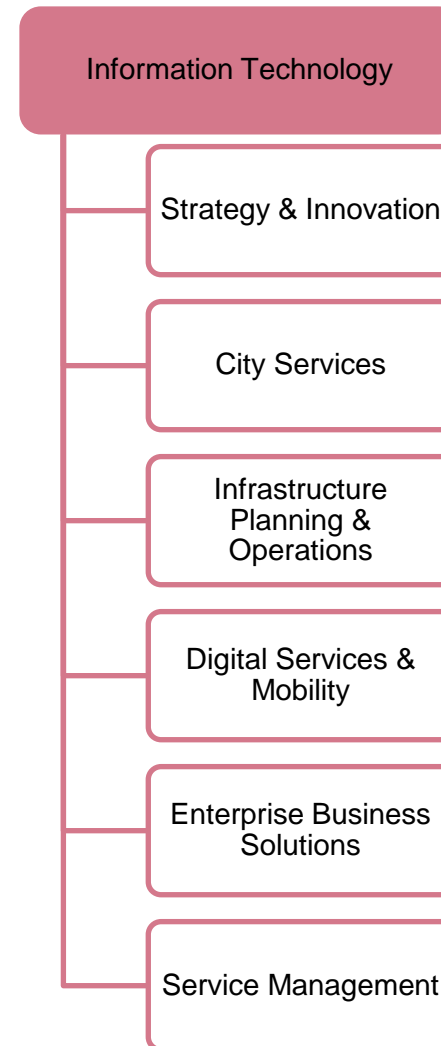 Information Technology
Strategy & Innovation
City Services
Infrastructure
Planning &
Operations
Digital Services &
Mobility
Enterprise Business
Solutions
Service Management